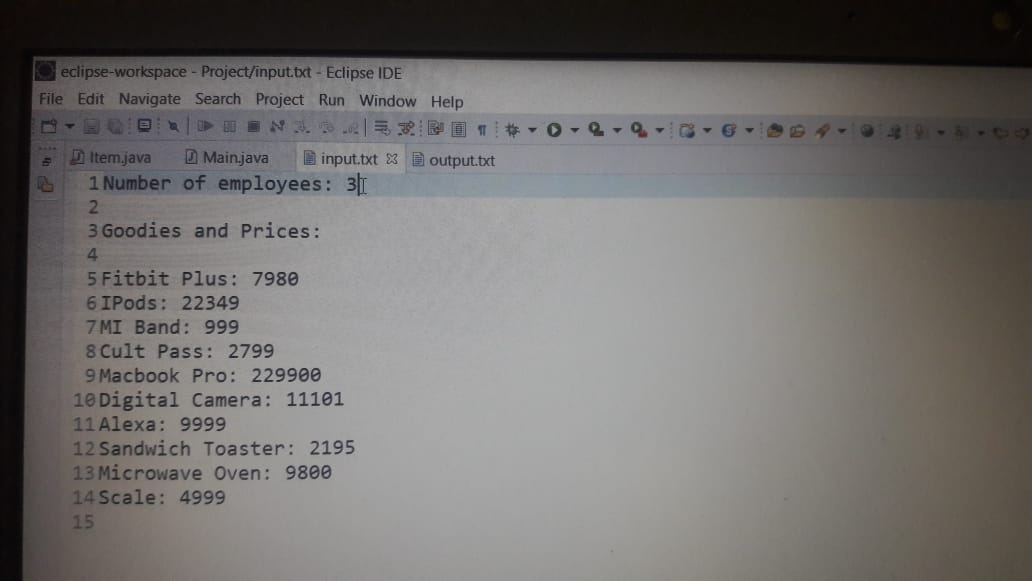 eclipse-workspace - Project/input.txt - Eclipse IDE
File Edit Navigate Search Project Run Window Help
Item.java Main.java input.txt output.txt
1 Number of employees: 3
2
3 Goodies and Prices:
4
5 Fitbit Plus: 7980
6 IPods: 22349
7 MI Band: 999
8 Cult Pass: 2799
9 Macbook Pro: 229900
10 Digital Camera: 11101
11 Alexa: 9999
12 Sandwich Toaster: 2195
13 Microwave Oven: 9800
14 Scale: 4999
15